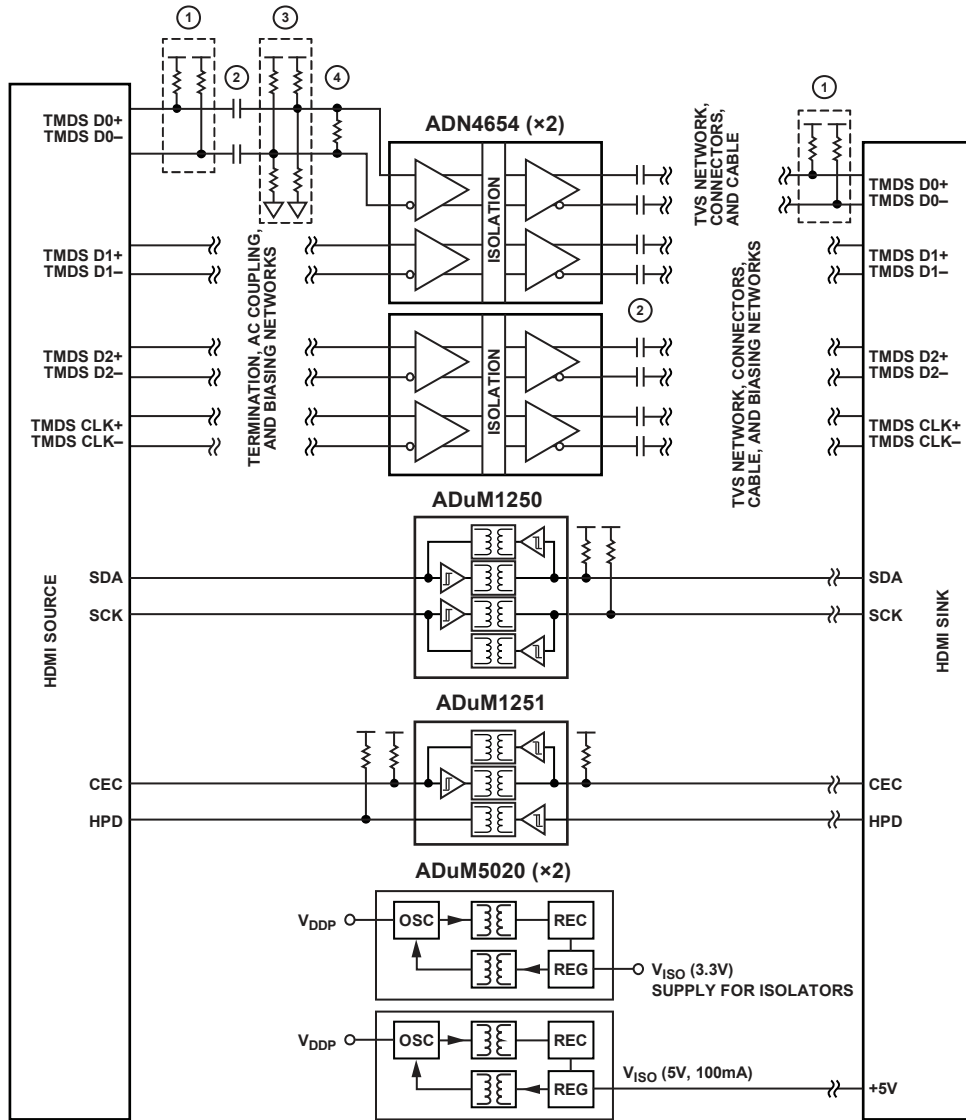 1
3
2
4
1
TMDS D0+
TMDS D0–
ADN4654 (×2)
ISOLATION
TVS NETWORK,
CONNECTORS,
AND CABLE
TMDS D0+
TMDS D0–
TMDS D1+
TMDS D1–
TERMINATION, AC COUPLING,
AND BIASING NETWORKS
TMDS D1+
TMDS D1–
2
TVS NETWORK, CONNECTORS,
CABLE, AND BIASING NETWORKS
TMDS D2+
TMDS D2–
ISOLATION
TMDS D2+
TMDS D2–
TMDS CLK+
TMDS CLK–
TMDS CLK+
TMDS CLK–
ADuM1250
HDMI SOURCE
SDA
SCK
SDA
SCK
HDMI SINK
ADuM1251
CEC
HPD
CEC
HPD
ADuM5020 (×2)
VDDP
OSC
REC
REG
VISO (3.3V)
SUPPLY FOR ISOLATORS
VDDP
OSC
REC
REG
VISO (5V, 100mA)
+5V